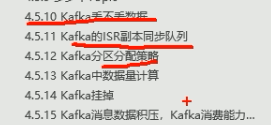 4.5.10 Kafka丢不丢数据
4.5.11 Kafka的ISR副本同步队列
4.5.12 Kafka分区分配策略
4.5.13 Kafka中数据量计算
4.5.14 Kafka挂掉
4.5.15 Kafka消息数据积压，Kafka消费能力...